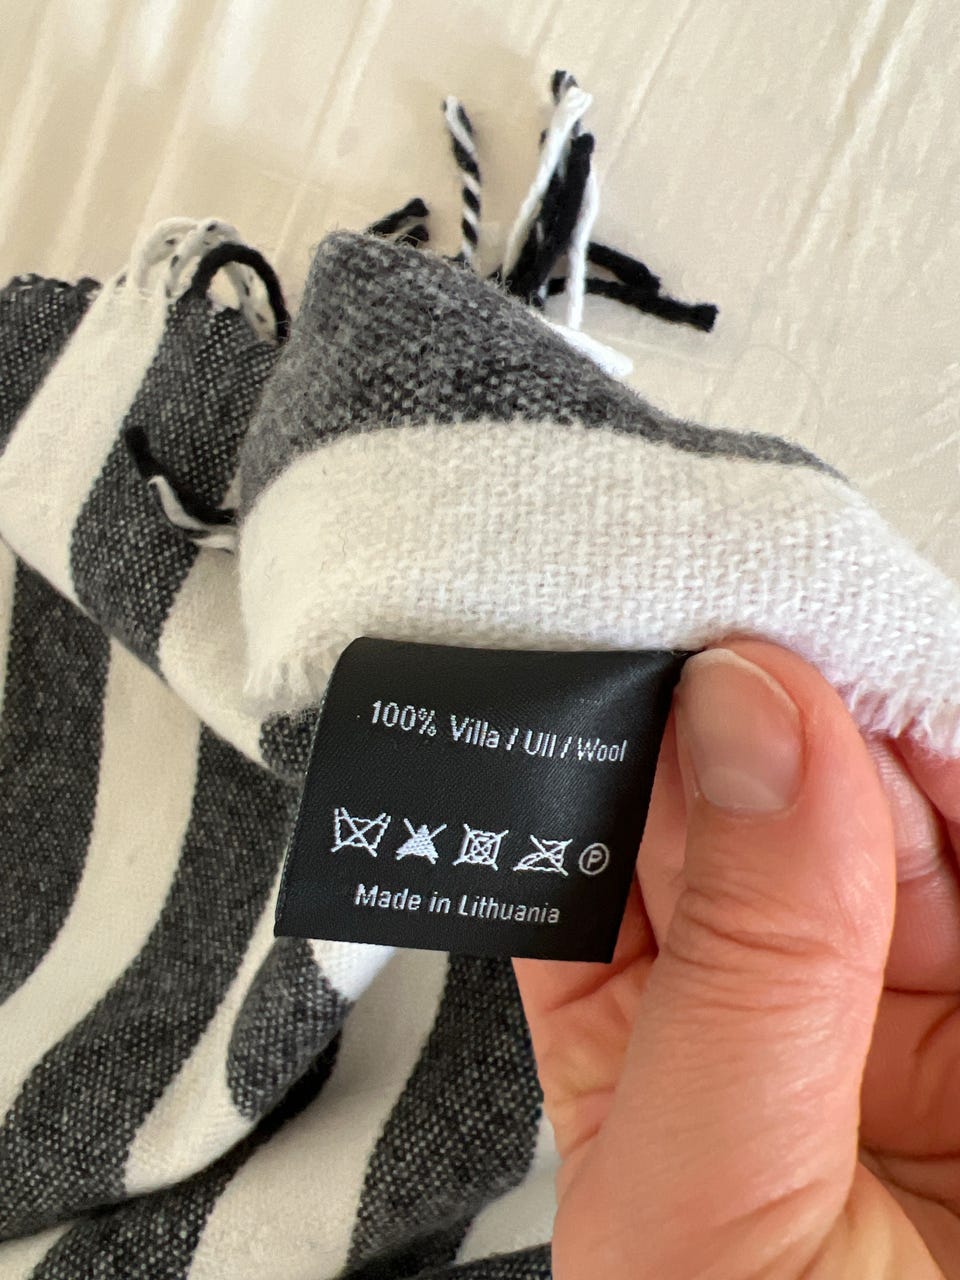 100% Villa / Ull / Wool
P
Made in Lithuania